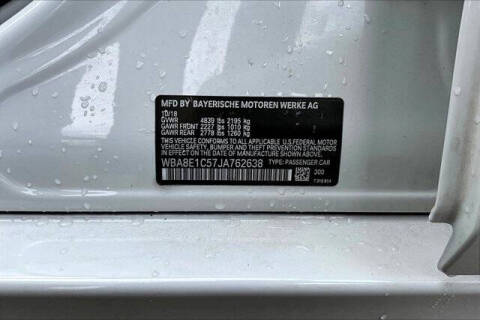 MFD BY BAYERISCHE MOTOREN WERKE AG
10/18
GVWR 4839 lbs 2195 kg
GAWR FRONT 2227 lbs 1010 kg
GAWR REAR 2778 lbs 1260 kg
THIS VEHICLE CONFORMS TO ALL APPLICABLE U.S. FEDERAL MOTOR
VEHICLE SAFETY, BUMPER AND THEFT PREVENTION STANDARDS
IN EFFECT ON THE DATE OF MANUFACTURE SHOWN ABOVE.
WBA8E1C57JA762638 TYPE: PASSENGER CAR
300